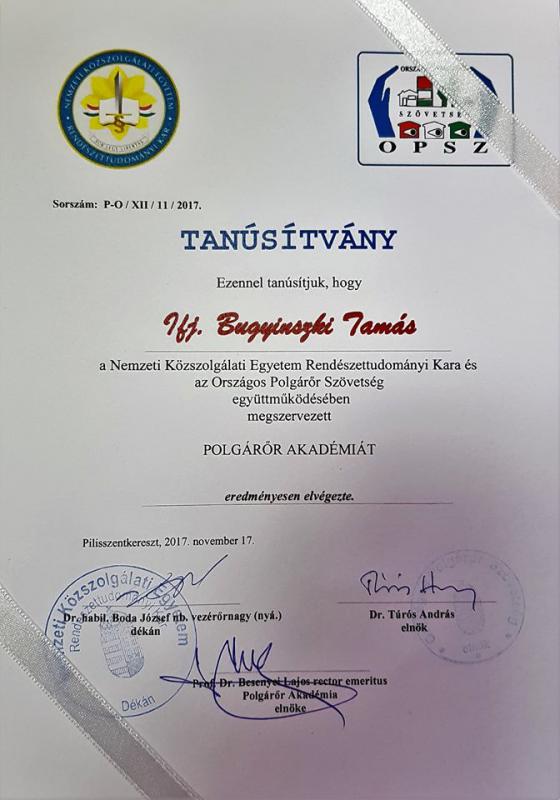 NEMZETI KÖZSZOLGÁLATI EGYETEM
RENDÉSZETTUDOMÁNYI KAR
ORSZÁ
SZÖVETSÉG
OPSZ
Sorszám: P-O / XII / 11 / 2017.
TANÚSÍTVÁNY
Ezennel tanúsítjuk, hogy
Ifj. Bugyinszki Tamás
a Nemzeti Közszolgálati Egyetem Rendészettudományi Kara és
az Országos Polgárőr Szövetség
együttműködésében
megszervezett
POLGÁRŐR AKADÉMIÁT
eredményesen elvégezte.
Pilisszentkereszt, 2017. november 17.
Dr. habil. Boda József nb. vezérőrnagy (nyá.)
dékán
Dr. Túrós András
elnök
Nemzeti Közszolgálati Egyetem
Rendészettudományi
Dékán
elnök
Prof. Dr. Besenyei Lajos rector emeritus
Polgárőr Akadémia
elnöke